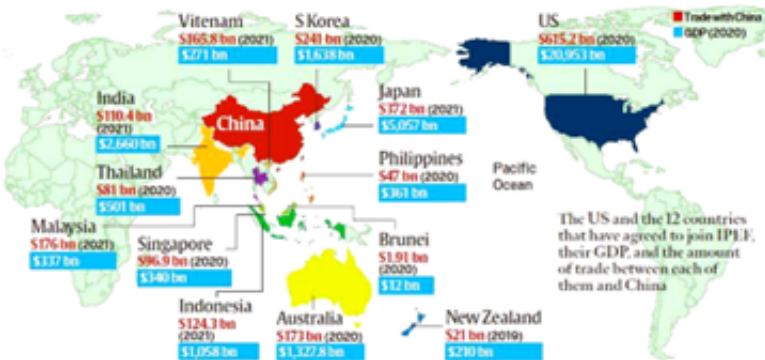 Vitenam
$165.8 bn (2021)
$271 bn
S Korea
$241 bn (2020)
$1,638 bn
US
$615.2 bn (2020)
$20,953 bn
Trade with China
GDP (2020)
India
$110.4 bn
(2021)
$2,660 bn
China
Japan
$372 bn (2021)
$5,057 bn
Thailand
$81 bn (2020)
$501 bn
Philippines
$47 bn (2020)
$361 bn
Pacific
Ocean
Malaysia
$176 bn (2021)
$337 bn
Singapore
$96.9 bn (2020)
$340 bn
Brunei
$1.91 bn
(2020)
$12 bn
The US and the 12 countries
that have agreed to join IPEF,
their GDP, and the amount
of trade between each of
them and China
Indonesia
$124.3 bn
(2021)
$1,058 bn
Australia
$173 bn (2020)
$1,327.8 bn
New Zealand
$21 bn (2019)
$210 bn